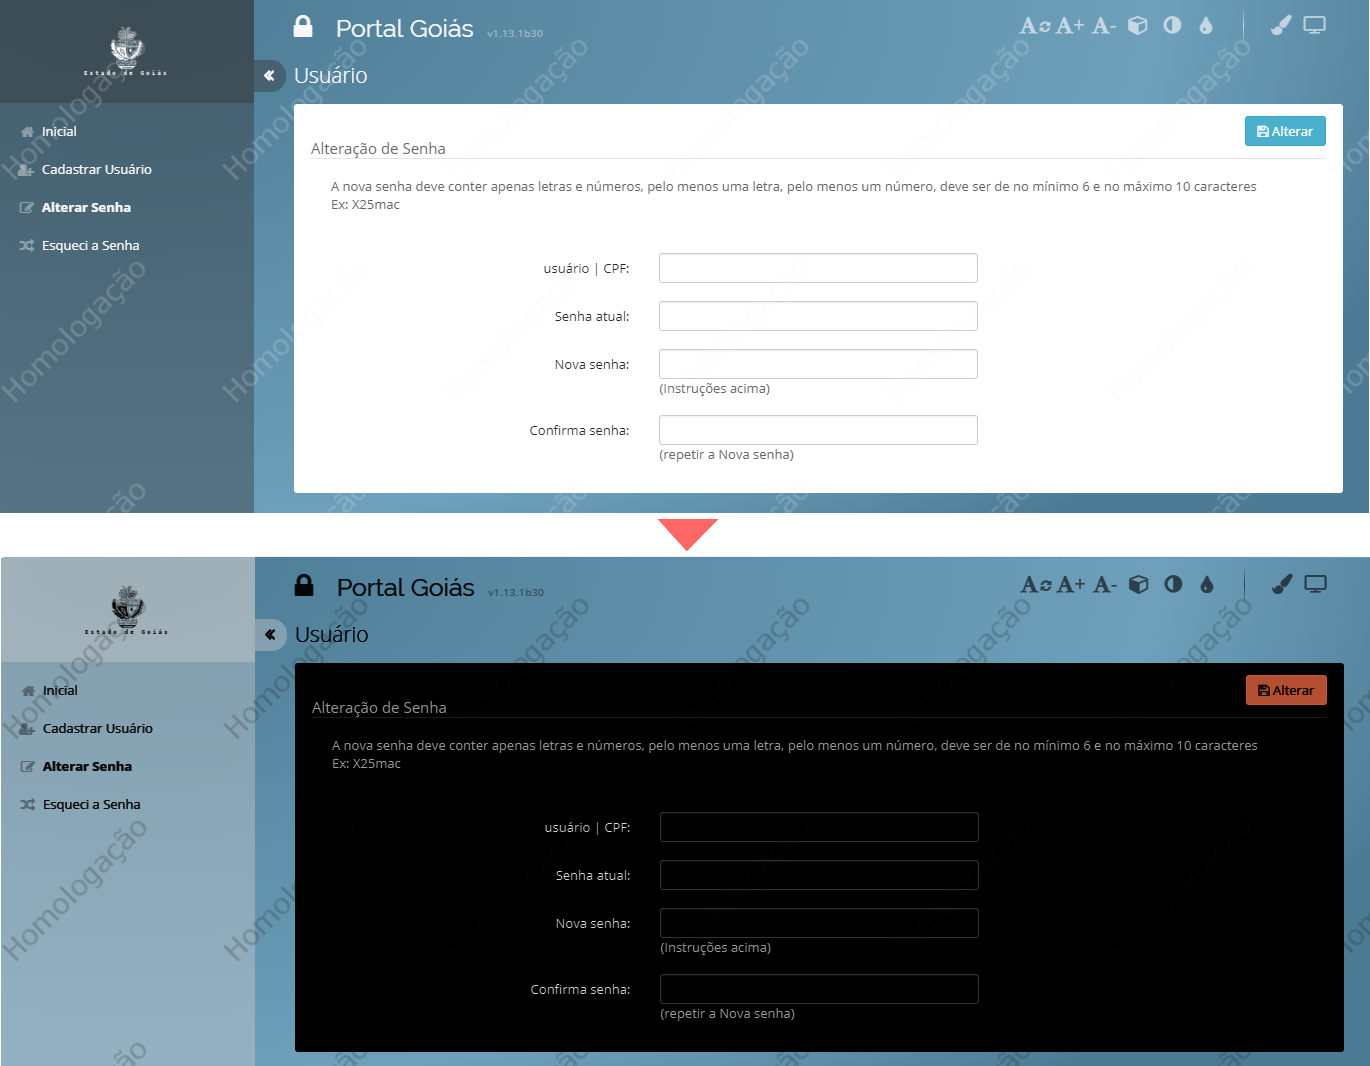 Estado de Goiás
Portal Goiás v1.13.1b30
A A+ A-
Usuário
Inicial
Cadastrar Usuário
Alterar Senha
Esqueci a Senha
Alterar
Alteração de Senha
A nova senha deve conter apenas letras e números, pelo menos uma letra, pelo menos um número, deve ser de no mínimo 6 e no máximo 10 caracteres
Ex: X25mac
usuário | CPF:
Senha atual:
Nova senha:
(Instruções acima)
Confirma senha:
(repetir a Nova senha)
Homologação
Estado de Goiás
Portal Goiás v1.13.1b30
A A+ A-
Usuário
Inicial
Cadastrar Usuário
Alterar Senha
Esqueci a Senha
Alterar
Alteração de Senha
A nova senha deve conter apenas letras e números, pelo menos uma letra, pelo menos um número, deve ser de no mínimo 6 e no máximo 10 caracteres
Ex: X25mac
usuário | CPF:
Senha atual:
Nova senha:
(Instruções acima)
Confirma senha:
(repetir a Nova senha)
Homologação